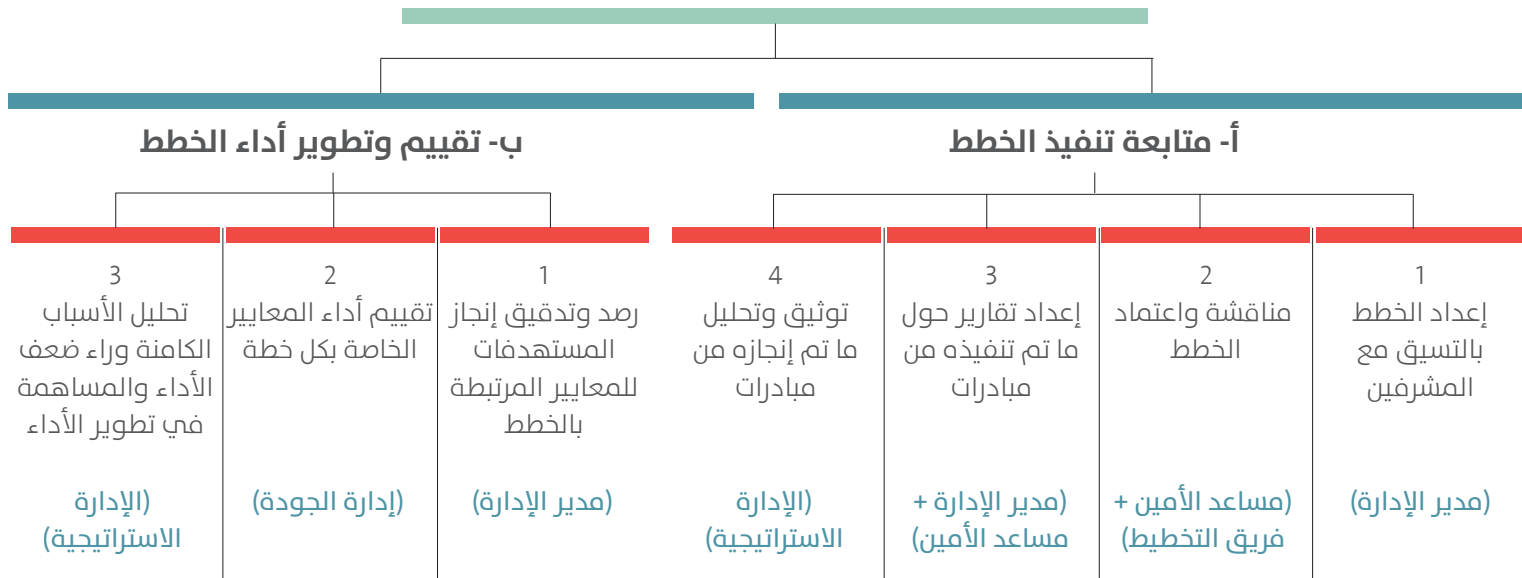 أ- متابعة تنفيذ الخطط
1
إعداد الخطط
بالتسيق مع
المشرفين
(مدير الإدارة)
2
مناقشة واعتماد
الخطط
(مساعد الأمين +
فريق التخطيط)
3
إعداد تقارير حول
ما تم تنفيذه من
مبادرات
(مدير الإدارة +
مساعد الأمين)
4
توثيق وتحليل
ما تم إنجازه من
مبادرات
(الإدارة
الاستراتيجية)
ب- تقييم وتطوير أداء الخطط
1
رصد وتدقيق إنجاز
المستهدفات
للمعايير المرتبطة
بالخطط
(مدير الإدارة)
2
تقييم أداء المعايير
الخاصة بكل خطة
(إدارة الجودة)
3
تحليل الأسباب
الكامنة وراء ضعف
الأداء والمساهمة
في تطوير الأداء
(الإدارة
الاستراتيجية)